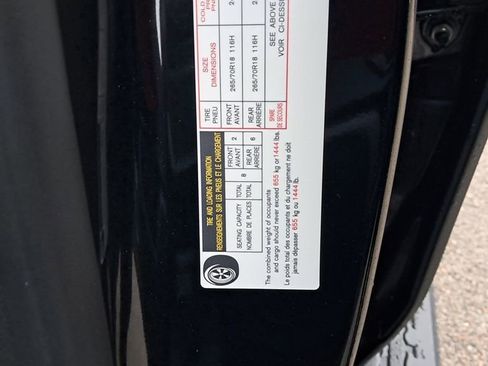 TIRE AND LOADING INFORMATION
RENSEIGNEMENTS SUR LES PNEUS ET LE CHARGEMENT
SEATING CAPACITY TOTAL 8 FRONT 2 REAR 6
NOMBRE DE PLACES TOTAL AVANT ARRIÈRE
The combined weight of occupants
and cargo should never exceed 655 kg or 1444 lbs.
Le poids total des occupants et du chargement ne doit
jamais dépasser 655 kg ou 1444 lb.
TIRE SIZE COLD
PNEU DIMENSIONS
FRONT 265/70R18 116H
AVANT
REAR 265/70R18 116H
ARRIÈRE
SPARE SEE ABOVE
DE SECOURS VOIR